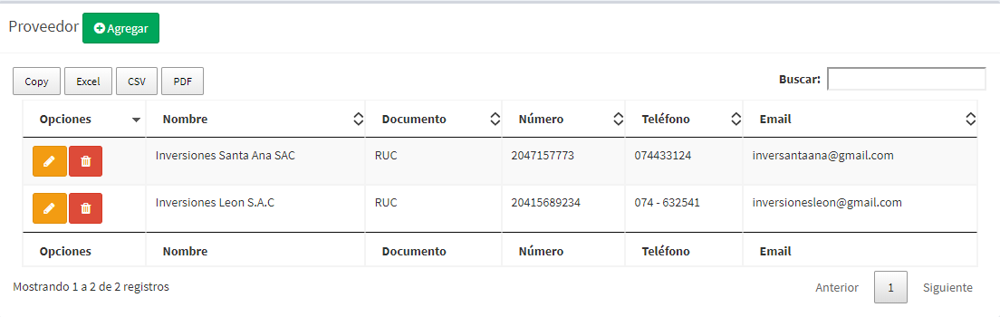 Proveedor Agregar
Copy Excel CSV PDF Buscar:
Opciones Nombre Documento Número Teléfono Email
Inversiones Santa Ana SAC RUC 2047157773 074433124 inversantaana@gmail.com
Inversiones Leon S.A.C RUC 20415689234 074 - 632541 inversionesleon@gmail.com
Opciones Nombre Documento Número Teléfono Email
Mostrando 1 a 2 de 2 registros Anterior 1 Siguiente